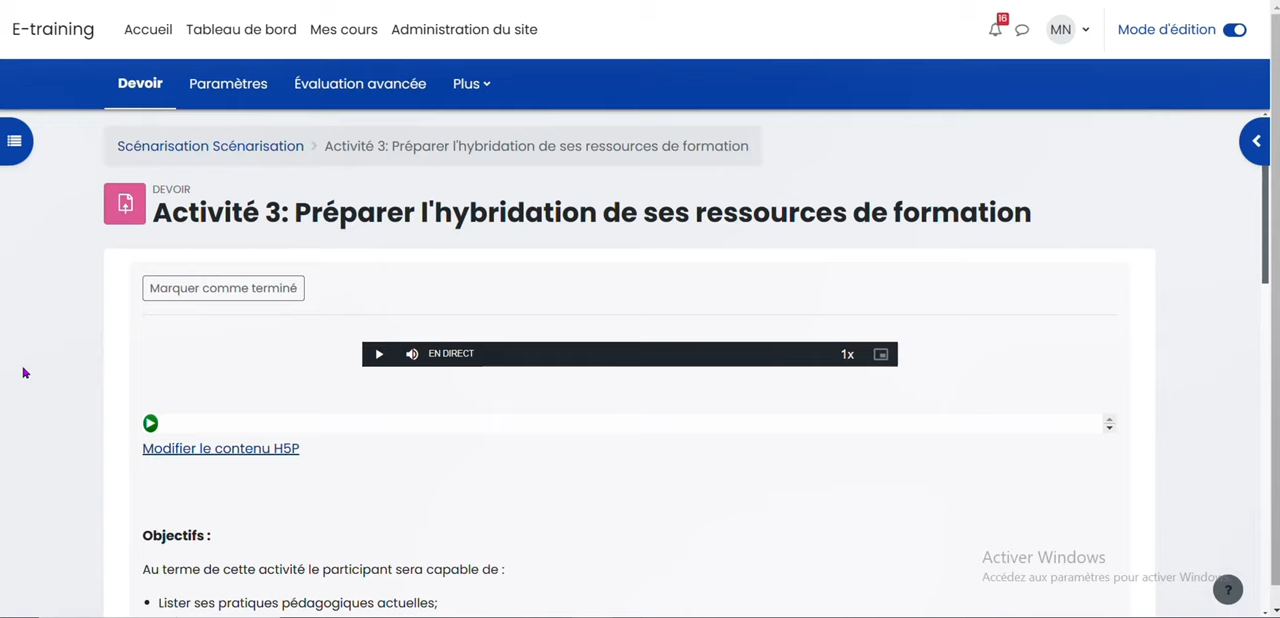 E-training Accueil Tableau de bord Mes cours Administration du site 16 MN Mode d'édition
Devoir Paramètres Évaluation avancée Plus
Scénarisation Scénarisation > Activité 3: Préparer l'hybridation de ses ressources de formation
DEVOIR
Activité 3: Préparer l'hybridation de ses ressources de formation
Marquer comme terminé
EN DIRECT 1x
Modifier le contenu H5P
Objectifs :
Au terme de cette activité le participant sera capable de :
• Lister ses pratiques pédagogiques actuelles;
Activer Windows
Accédez aux paramètres pour activer Windows
?